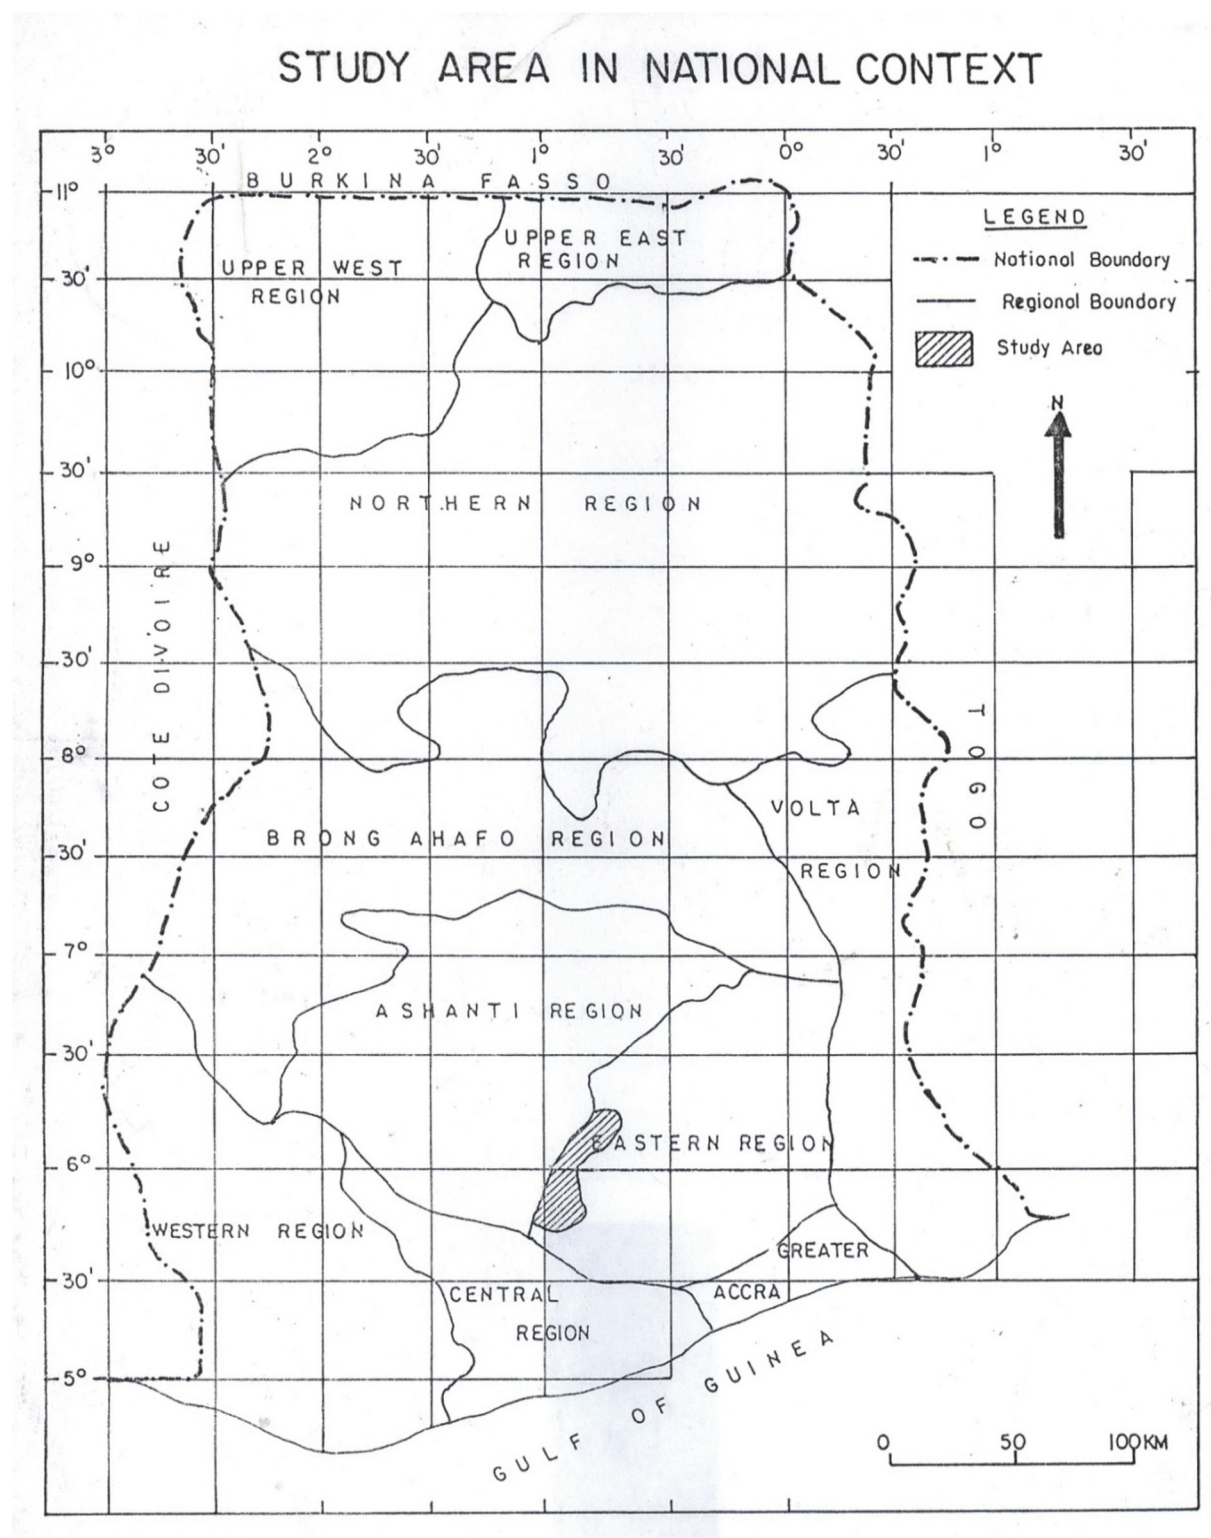 STUDY AREA IN NATIONAL CONTEXT
3° 30' 2° 30' 1° 30' 0° 30' 1° 30'
BURKINA FASSO
11°
LEGEND
UPPER EAST
REGION
National Boundary
UPPER WEST
REGION
30'
Regional Boundary
Study Area
10°
N
30'
NORTHERN REGION
9°
COTE DIVOIRE
30'
TOGO
8°
VOLTA
REGION
BRONG AHAFO REGION
30'
7°
ASHANTI REGION
30'
EASTERN REGION
6°
WESTERN REGION
GREATER
ACCRA
30'
CENTRAL
REGION
5°
GULF OF GUINEA
0 50 100KM